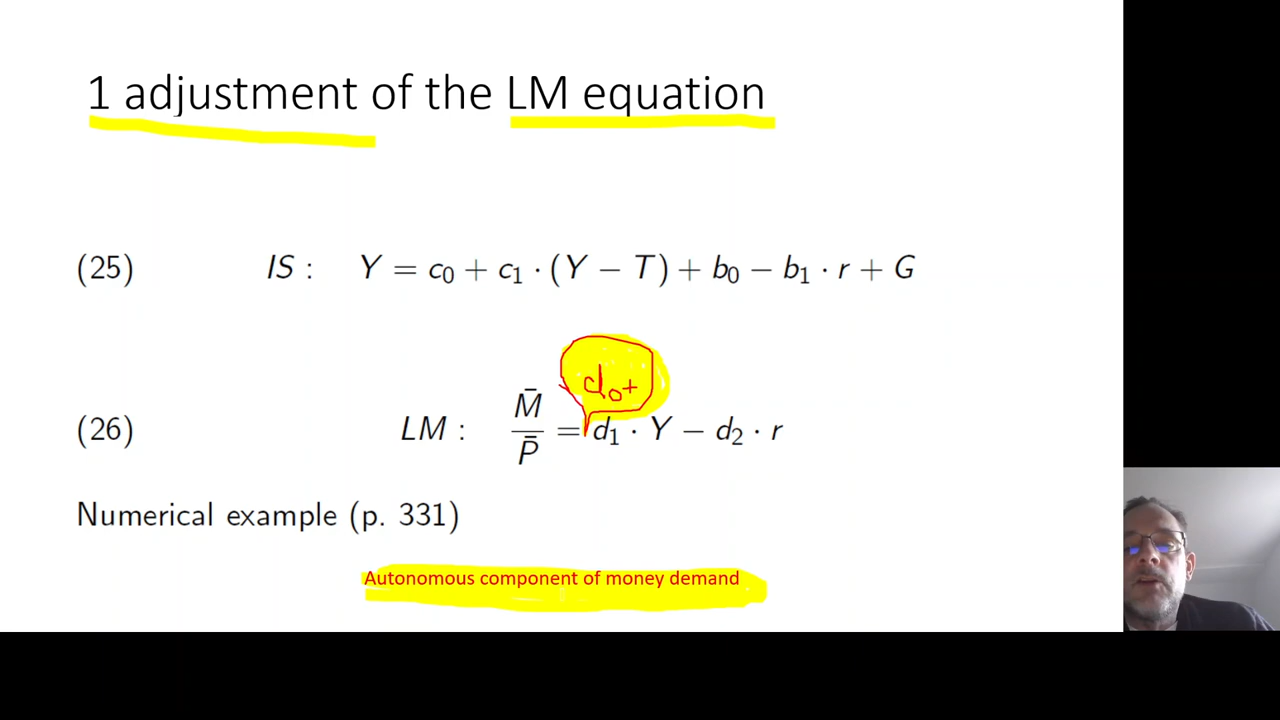 1 adjustment of the LM equation
(25) IS : Y = c₀ + c₁ · (Y − T) + b₀ − b₁ · r + G
d₀+
(26) LM : M̄/P̄ = d₁ · Y − d₂ · r
Numerical example (p. 331)
Autonomous component of money demand